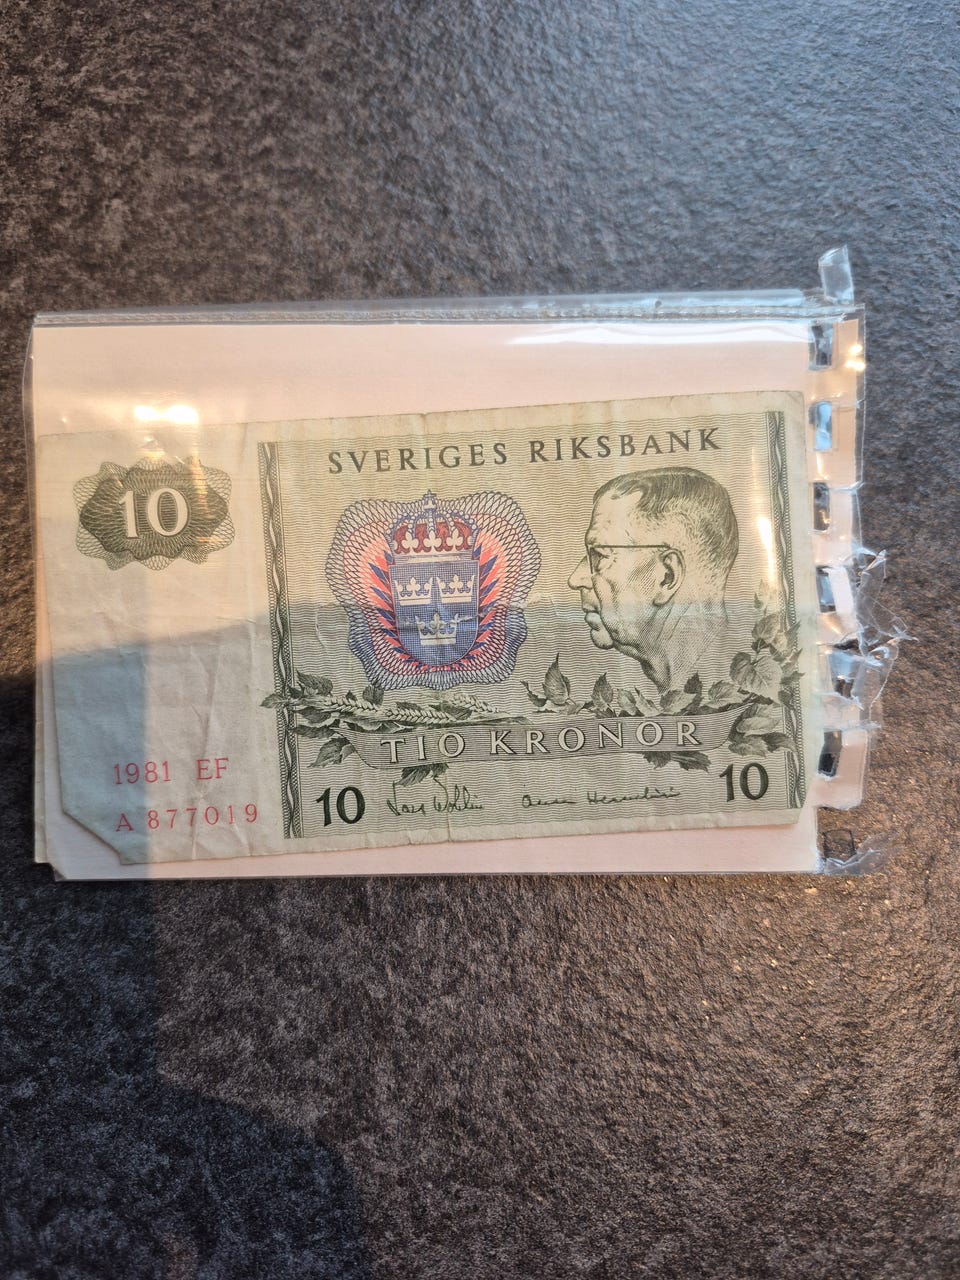 SVERIGES RIKSBANK
10
TIO KRONOR
1981 EF
A 877019
10
10